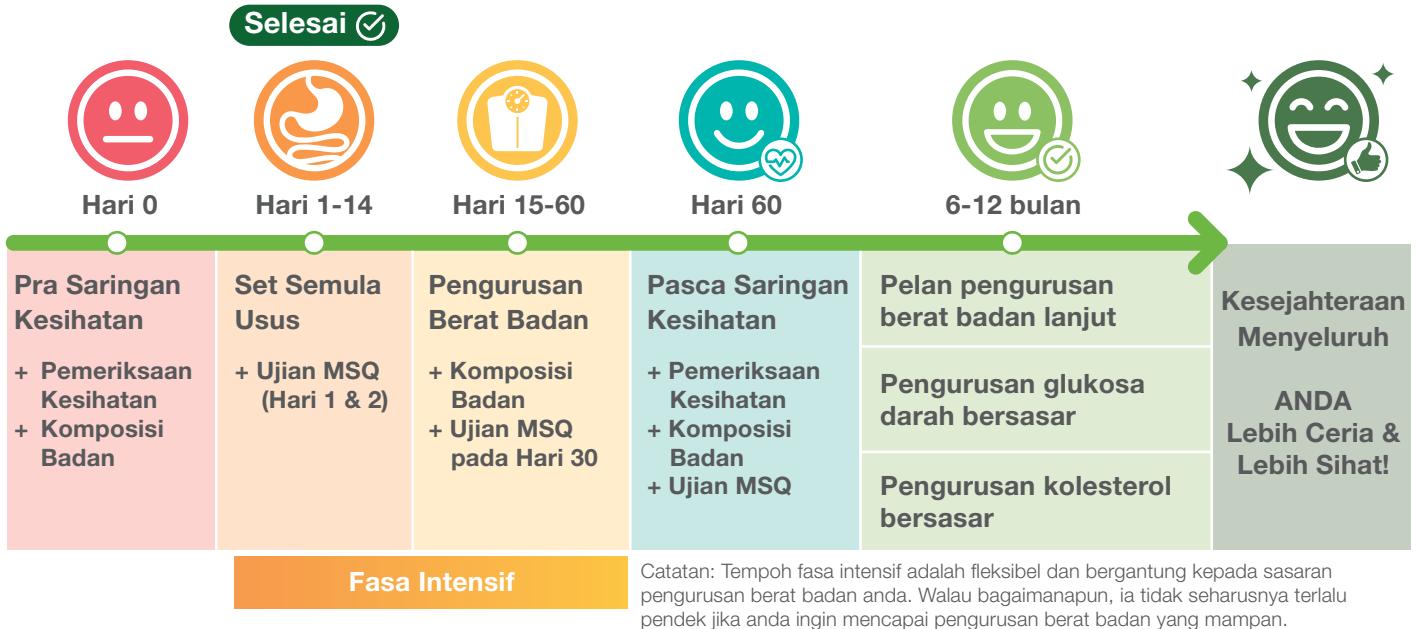 Selesai
Hari 0
Hari 1-14
Hari 15-60
Hari 60
6-12 bulan
Pra Saringan
Kesihatan
+ Pemeriksaan
Kesihatan
+ Komposisi
Badan
Set Semula
Usus
+ Ujian MSQ
(Hari 1 & 2)
Pengurusan
Berat Badan
+ Komposisi
Badan
+ Ujian MSQ
pada Hari 30
Pasca Saringan
Kesihatan
+ Pemeriksaan
Kesihatan
+ Komposisi
Badan
+ Ujian MSQ
Pelan pengurusan
berat badan lanjut
Pengurusan glukosa
darah bersasar
Pengurusan kolesterol
bersasar
Kesejahteraan
Menyeluruh
ANDA
Lebih Ceria &
Lebih Sihat!
Fasa Intensif
Catatan: Tempoh fasa intensif adalah fleksibel dan bergantung kepada sasaran
pengurusan berat badan anda. Walau bagaimanapun, ia tidak seharusnya terlalu
pendek jika anda ingin mencapai pengurusan berat badan yang mampan.